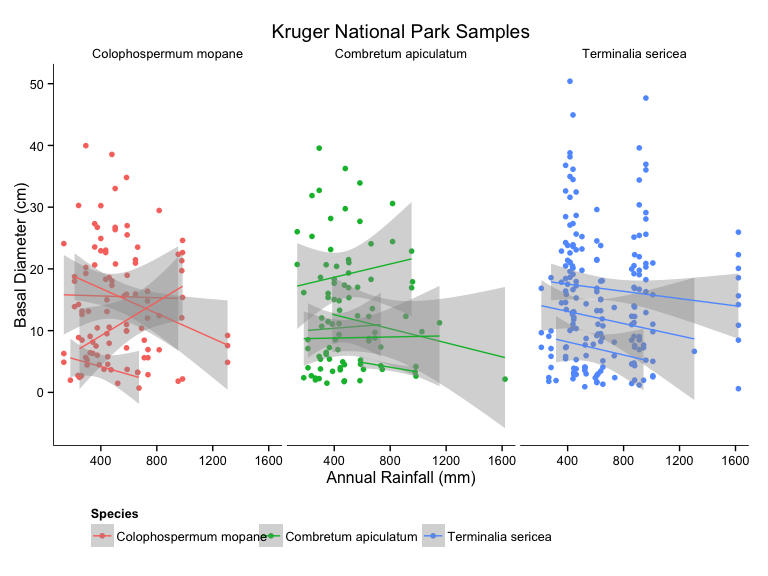 Kruger National Park Samples
Colophospermum mopane Combretum apiculatum Terminalia sericea
50
40
30
20
10
0
Basal Diameter (cm)
400 800 1200 1600 400 800 1200 1600 400 800 1200 1600
Annual Rainfall (mm)
Species
Colophospermum mopane Combretum apiculatum Terminalia sericea